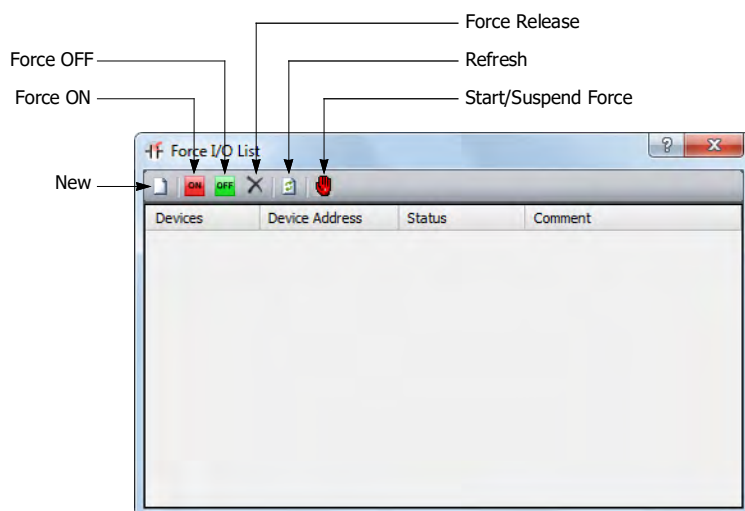 Force Release
Force OFF
Refresh
Force ON
Start/Suspend Force
Force I/O List
?
X
New
ON
OFF
Devices
Device Address
Status
Comment